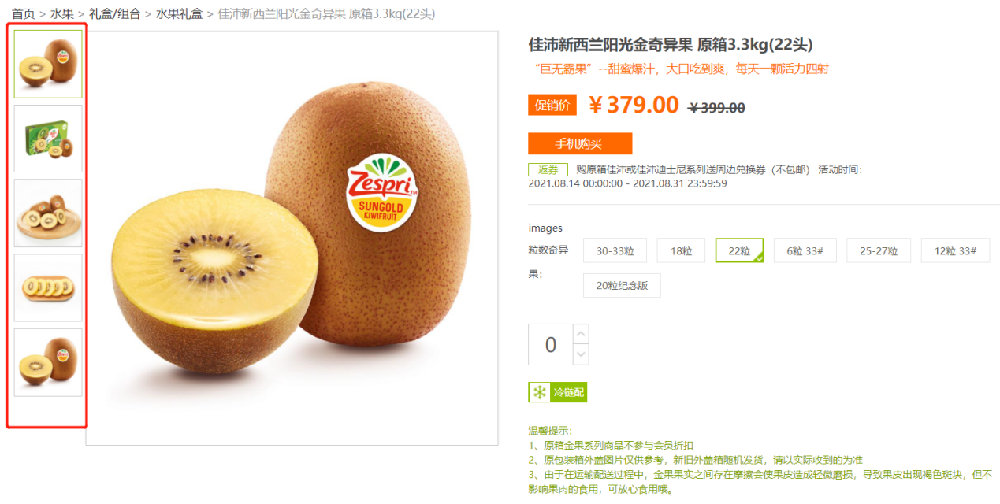 首页 > 水果 > 礼盒/组合 > 水果礼盒 > 佳沛新西兰阳光金奇异果 原箱3.3kg(22头)
Zespri TM
SUNGOLD
KIWIFRUIT
佳沛新西兰阳光金奇异果 原箱3.3kg(22头)
“巨无霸果”--甜蜜爆汁，大口吃到爽，每天一颗活力四射
促销价 ￥379.00 ￥399.00
手机购买
返券 购原箱佳沛或佳沛迪士尼系列送周边兑换券（不包邮） 活动时间：
2021.08.14 00:00:00 - 2021.08.31 23:59:59
images
粒数奇异 30-33粒 18粒 22粒 6粒 33# 25-27粒 12粒 33#
果： 20粒纪念版
0
冷链配
温馨提示：
1、原箱金果系列商品不参与会员折扣
2、原包装箱外盖图片仅供参考，新旧外盖箱随机发货，请以实际收到的为准
3、由于在运输配送过程中，金果果实之间存在摩擦会使果皮造成轻微磨损，导致果皮出现褐色斑块，但不
影响果肉的食用，可放心食用哦。